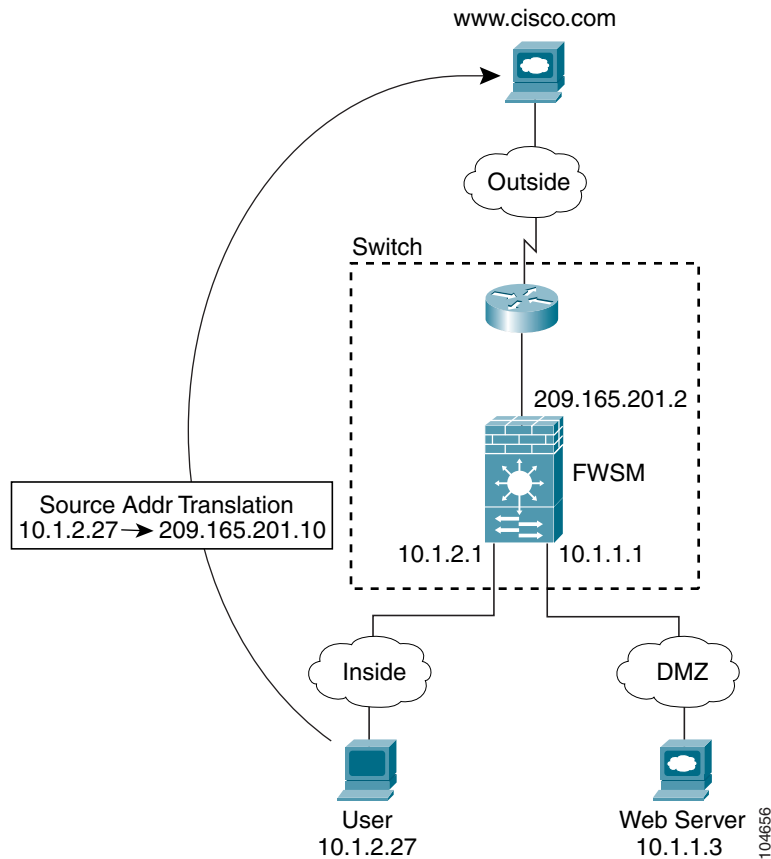 www.cisco.com
Outside
Switch
209.165.201.2
FWSM
Source Addr Translation
10.1.2.27 → 209.165.201.10
10.1.2.1
10.1.1.1
Inside
DMZ
User
10.1.2.27
Web Server
10.1.1.3
104656